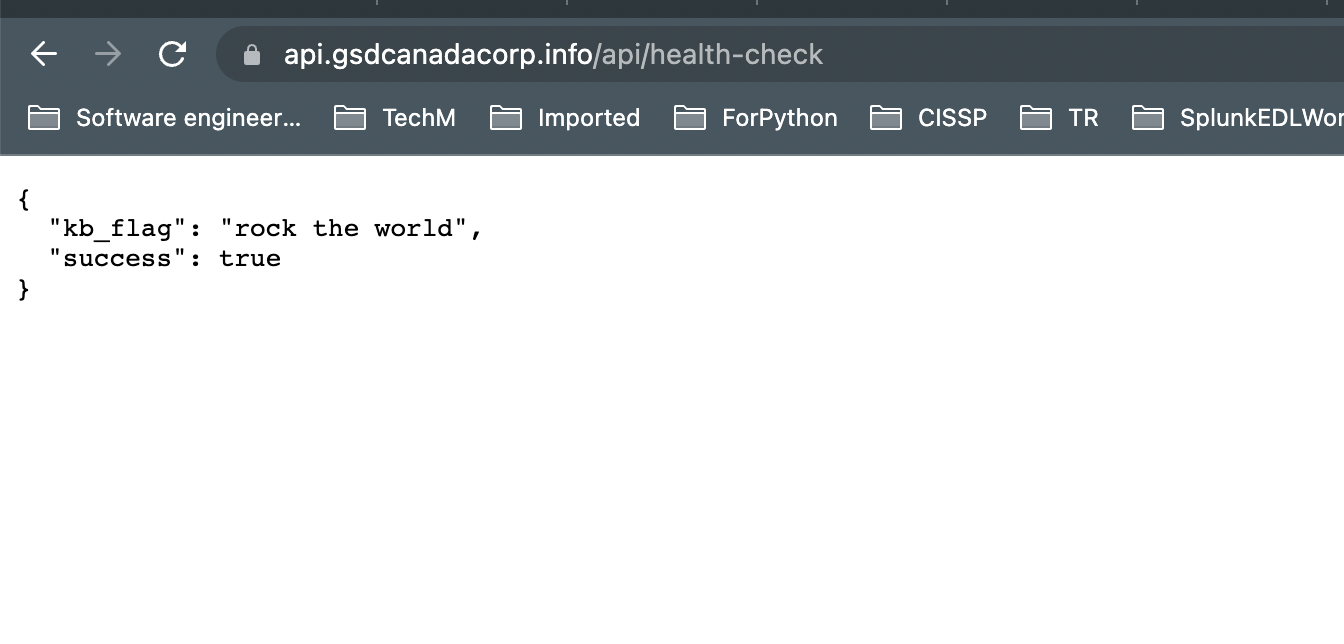 api.gsdcanadacorp.info/api/health-check
Software engineer... TechM Imported ForPython CISSP TR SplunkEDLWor
{
"kb_flag": "rock the world",
"success": true
}